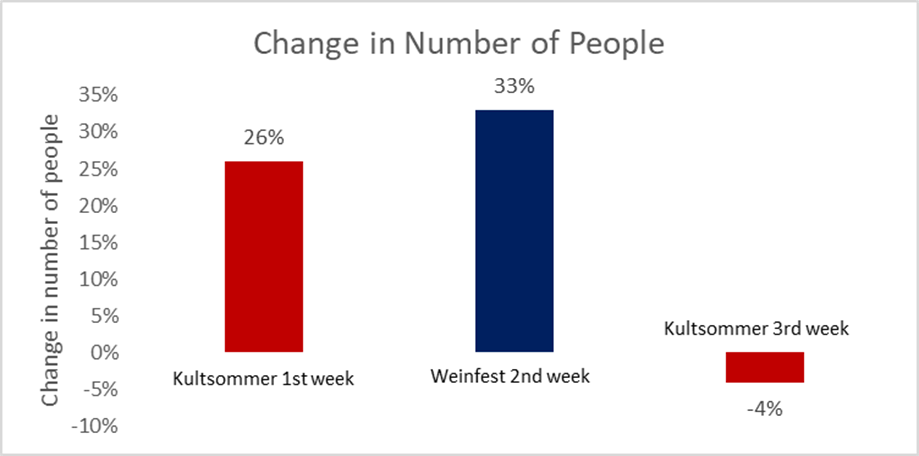 Change in Number of People
Change in number of people
35%
30%
25%
20%
15%
10%
5%
0%
-5%
-10%
26%
33%
-4%
Kultsommer 1st week
Weinfest 2nd week
Kultsommer 3rd week